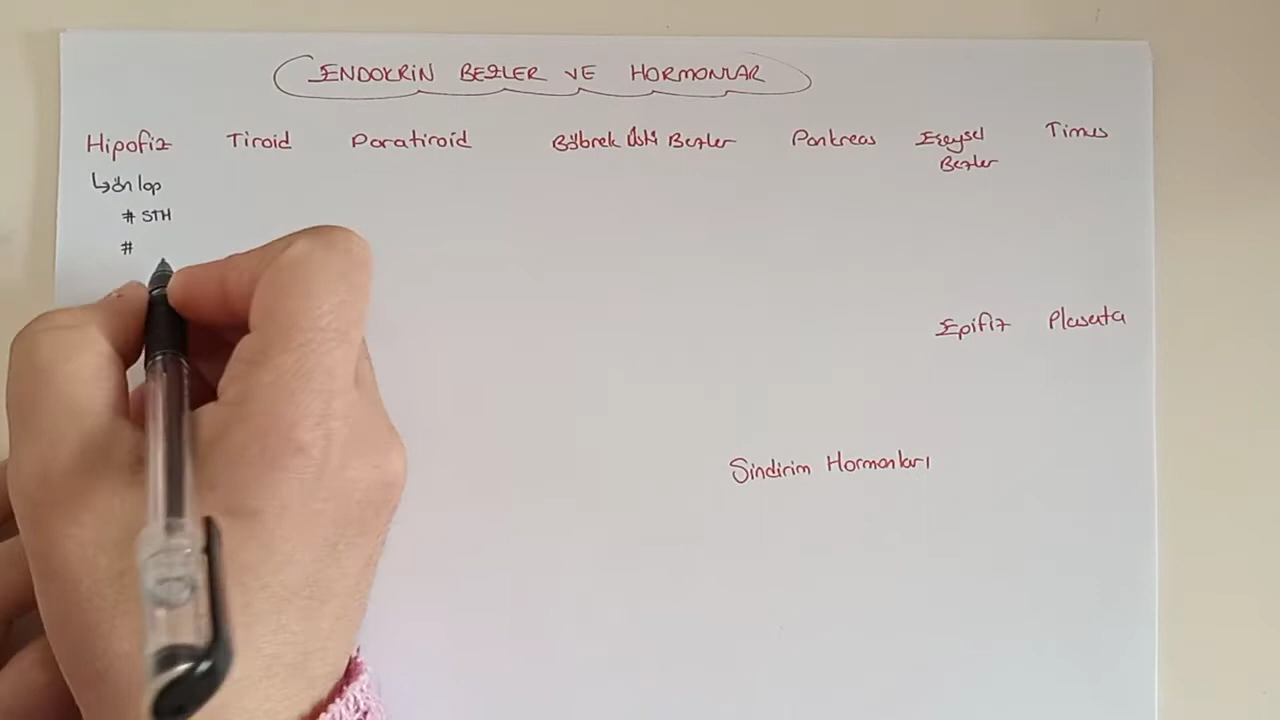 ENDOKRİN BEZLER VE HORMONLAR
Hipofiz Tiroid Paratiroid Böbrek Üstü Bezler Pankreas Eşeysel Bezler Timus
↳ön lop
# STH
#
Epifiz Plasenta
Sindirim Hormonları